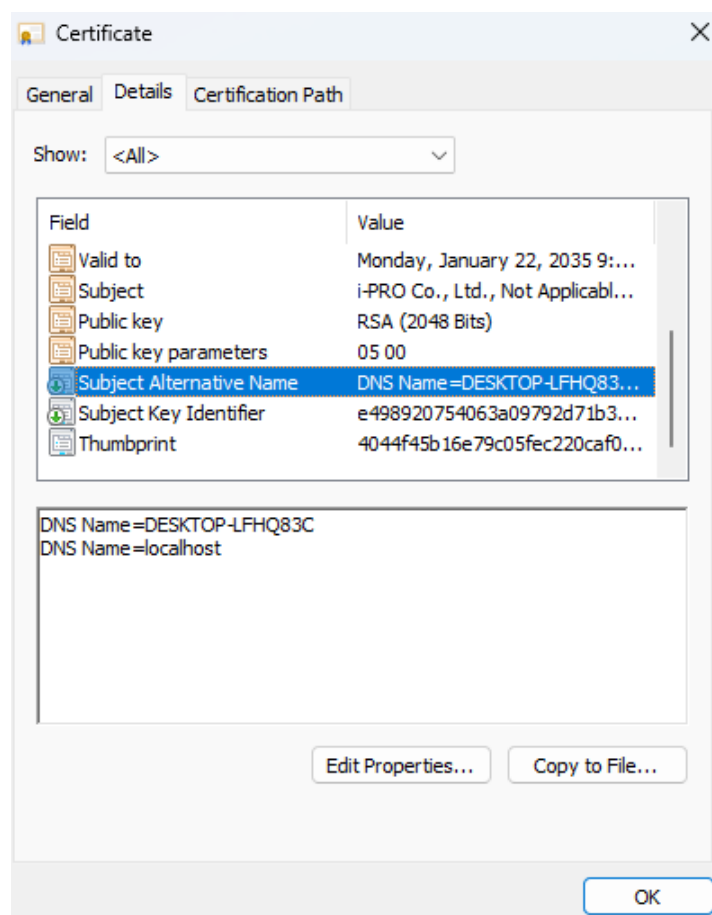 Certificate
General Details Certification Path
Show: <All>
Field Value
Valid to Monday, January 22, 2035 9:...
Subject i-PRO Co., Ltd., Not Applicabl...
Public key RSA (2048 Bits)
Public key parameters 05 00
Subject Alternative Name DNS Name=DESKTOP-LFHQ83...
Subject Key Identifier e498920754063a09792d71b3...
Thumbprint 4044f45b16e79c05fec220caf0...
DNS Name=DESKTOP-LFHQ83C
DNS Name=localhost
Edit Properties... Copy to File...
OK